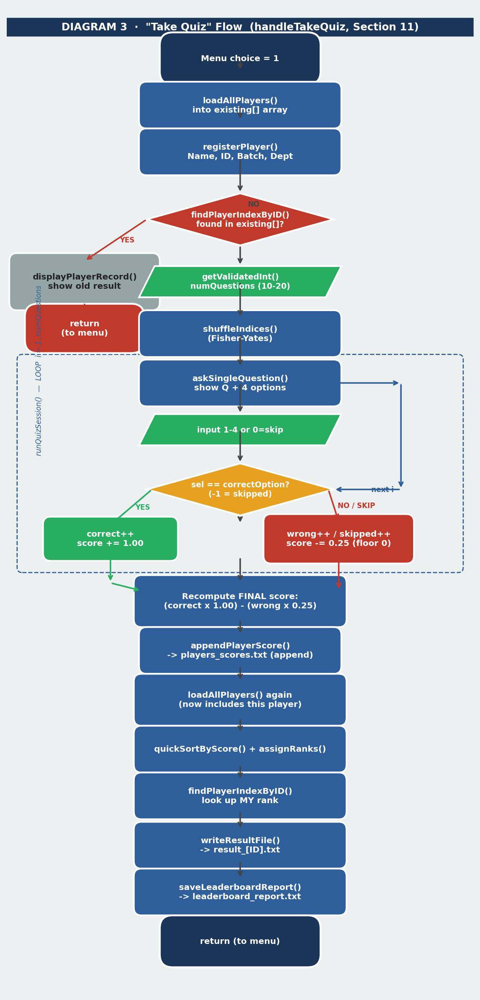 DIAGRAM 3  ·  "Take Quiz" Flow  (handleTakeQuiz, Section 11)
Menu choice = 1
loadAllPlayers()
into existing[] array
registerPlayer()
Name, ID, Batch, Dept
NO
findPlayerIndexByID()
found in existing[]?
YES
displayPlayerRecord()
show old result
getValidatedInt()
numQuestions (10-20)
return
(to menu)
shuffleIndices()
(Fisher-Yates)
runQuizSession()  —  LOOP  i = 1..numQuestions
askSingleQuestion()
show Q + 4 options
input 1-4 or 0=skip
sel == correctOption?
(-1 = skipped)
next i
YES
NO / SKIP
correct++
score += 1.00
wrong++ / skipped++
score -= 0.25 (floor 0)
Recompute FINAL score:
(correct x 1.00) - (wrong x 0.25)
appendPlayerScore()
-> players_scores.txt (append)
loadAllPlayers() again
(now includes this player)
quickSortByScore() + assignRanks()
findPlayerIndexByID()
look up MY rank
writeResultFile()
-> result_[ID].txt
saveLeaderboardReport()
-> leaderboard_report.txt
return (to menu)